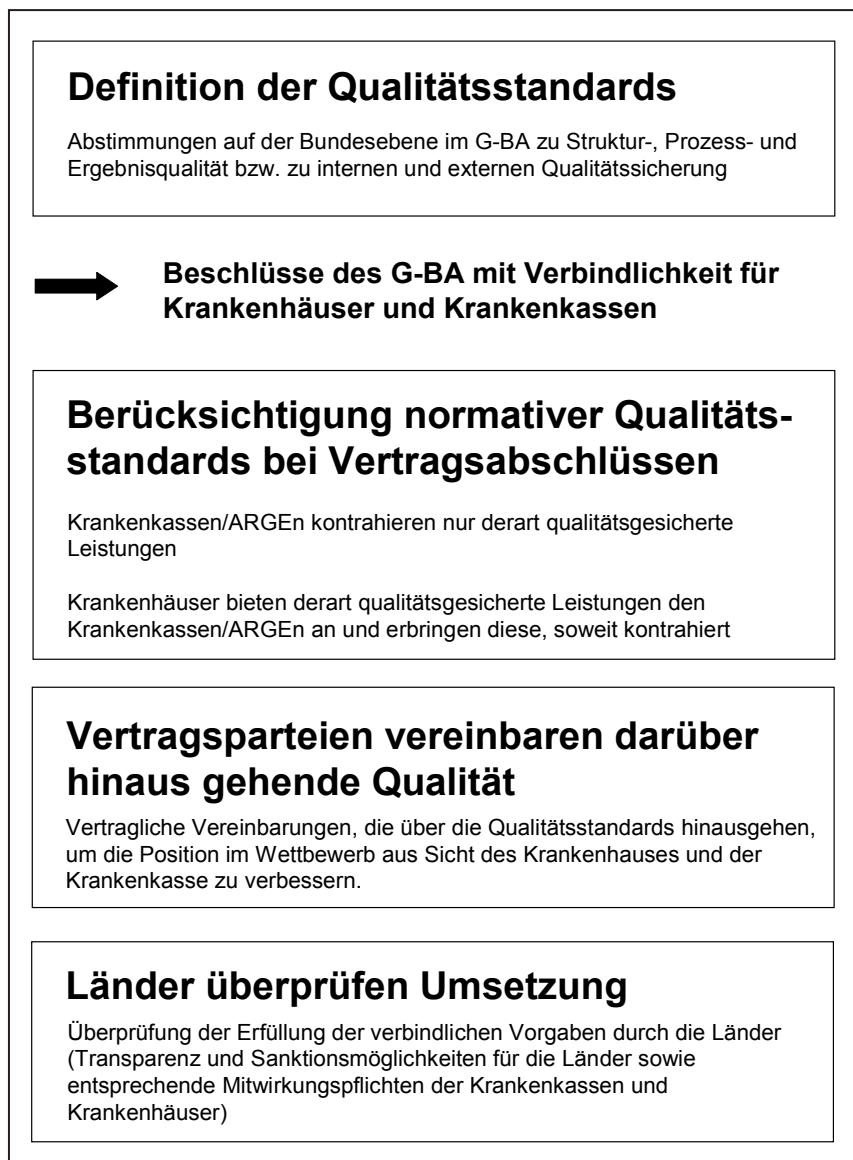 Definition der Qualitätsstandards
Abstimmungen auf der Bundesebene im G-BA zu Struktur-, Prozess- und
Ergebnisqualität bzw. zu internen und externen Qualitätssicherung
Beschlüsse des G-BA mit Verbindlichkeit für
Krankenhäuser und Krankenkassen
Berücksichtigung normativer Qualitäts-
standards bei Vertragsabschlüssen
Krankenkassen/ARGEn kontrahieren nur derart qualitätsgesicherte
Leistungen
Krankenhäuser bieten derart qualitätsgesicherte Leistungen den
Krankenkassen/ARGEn an und erbringen diese, soweit kontrahiert
Vertragsparteien vereinbaren darüber
hinaus gehende Qualität
Vertragliche Vereinbarungen, die über die Qualitätsstandards hinausgehen,
um die Position im Wettbewerb aus Sicht des Krankenhauses und der
Krankenkasse zu verbessern.
Länder überprüfen Umsetzung
Überprüfung der Erfüllung der verbindlichen Vorgaben durch die Länder
(Transparenz und Sanktionsmöglichkeiten für die Länder sowie
entsprechende Mitwirkungspflichten der Krankenkassen und
Krankenhäuser)